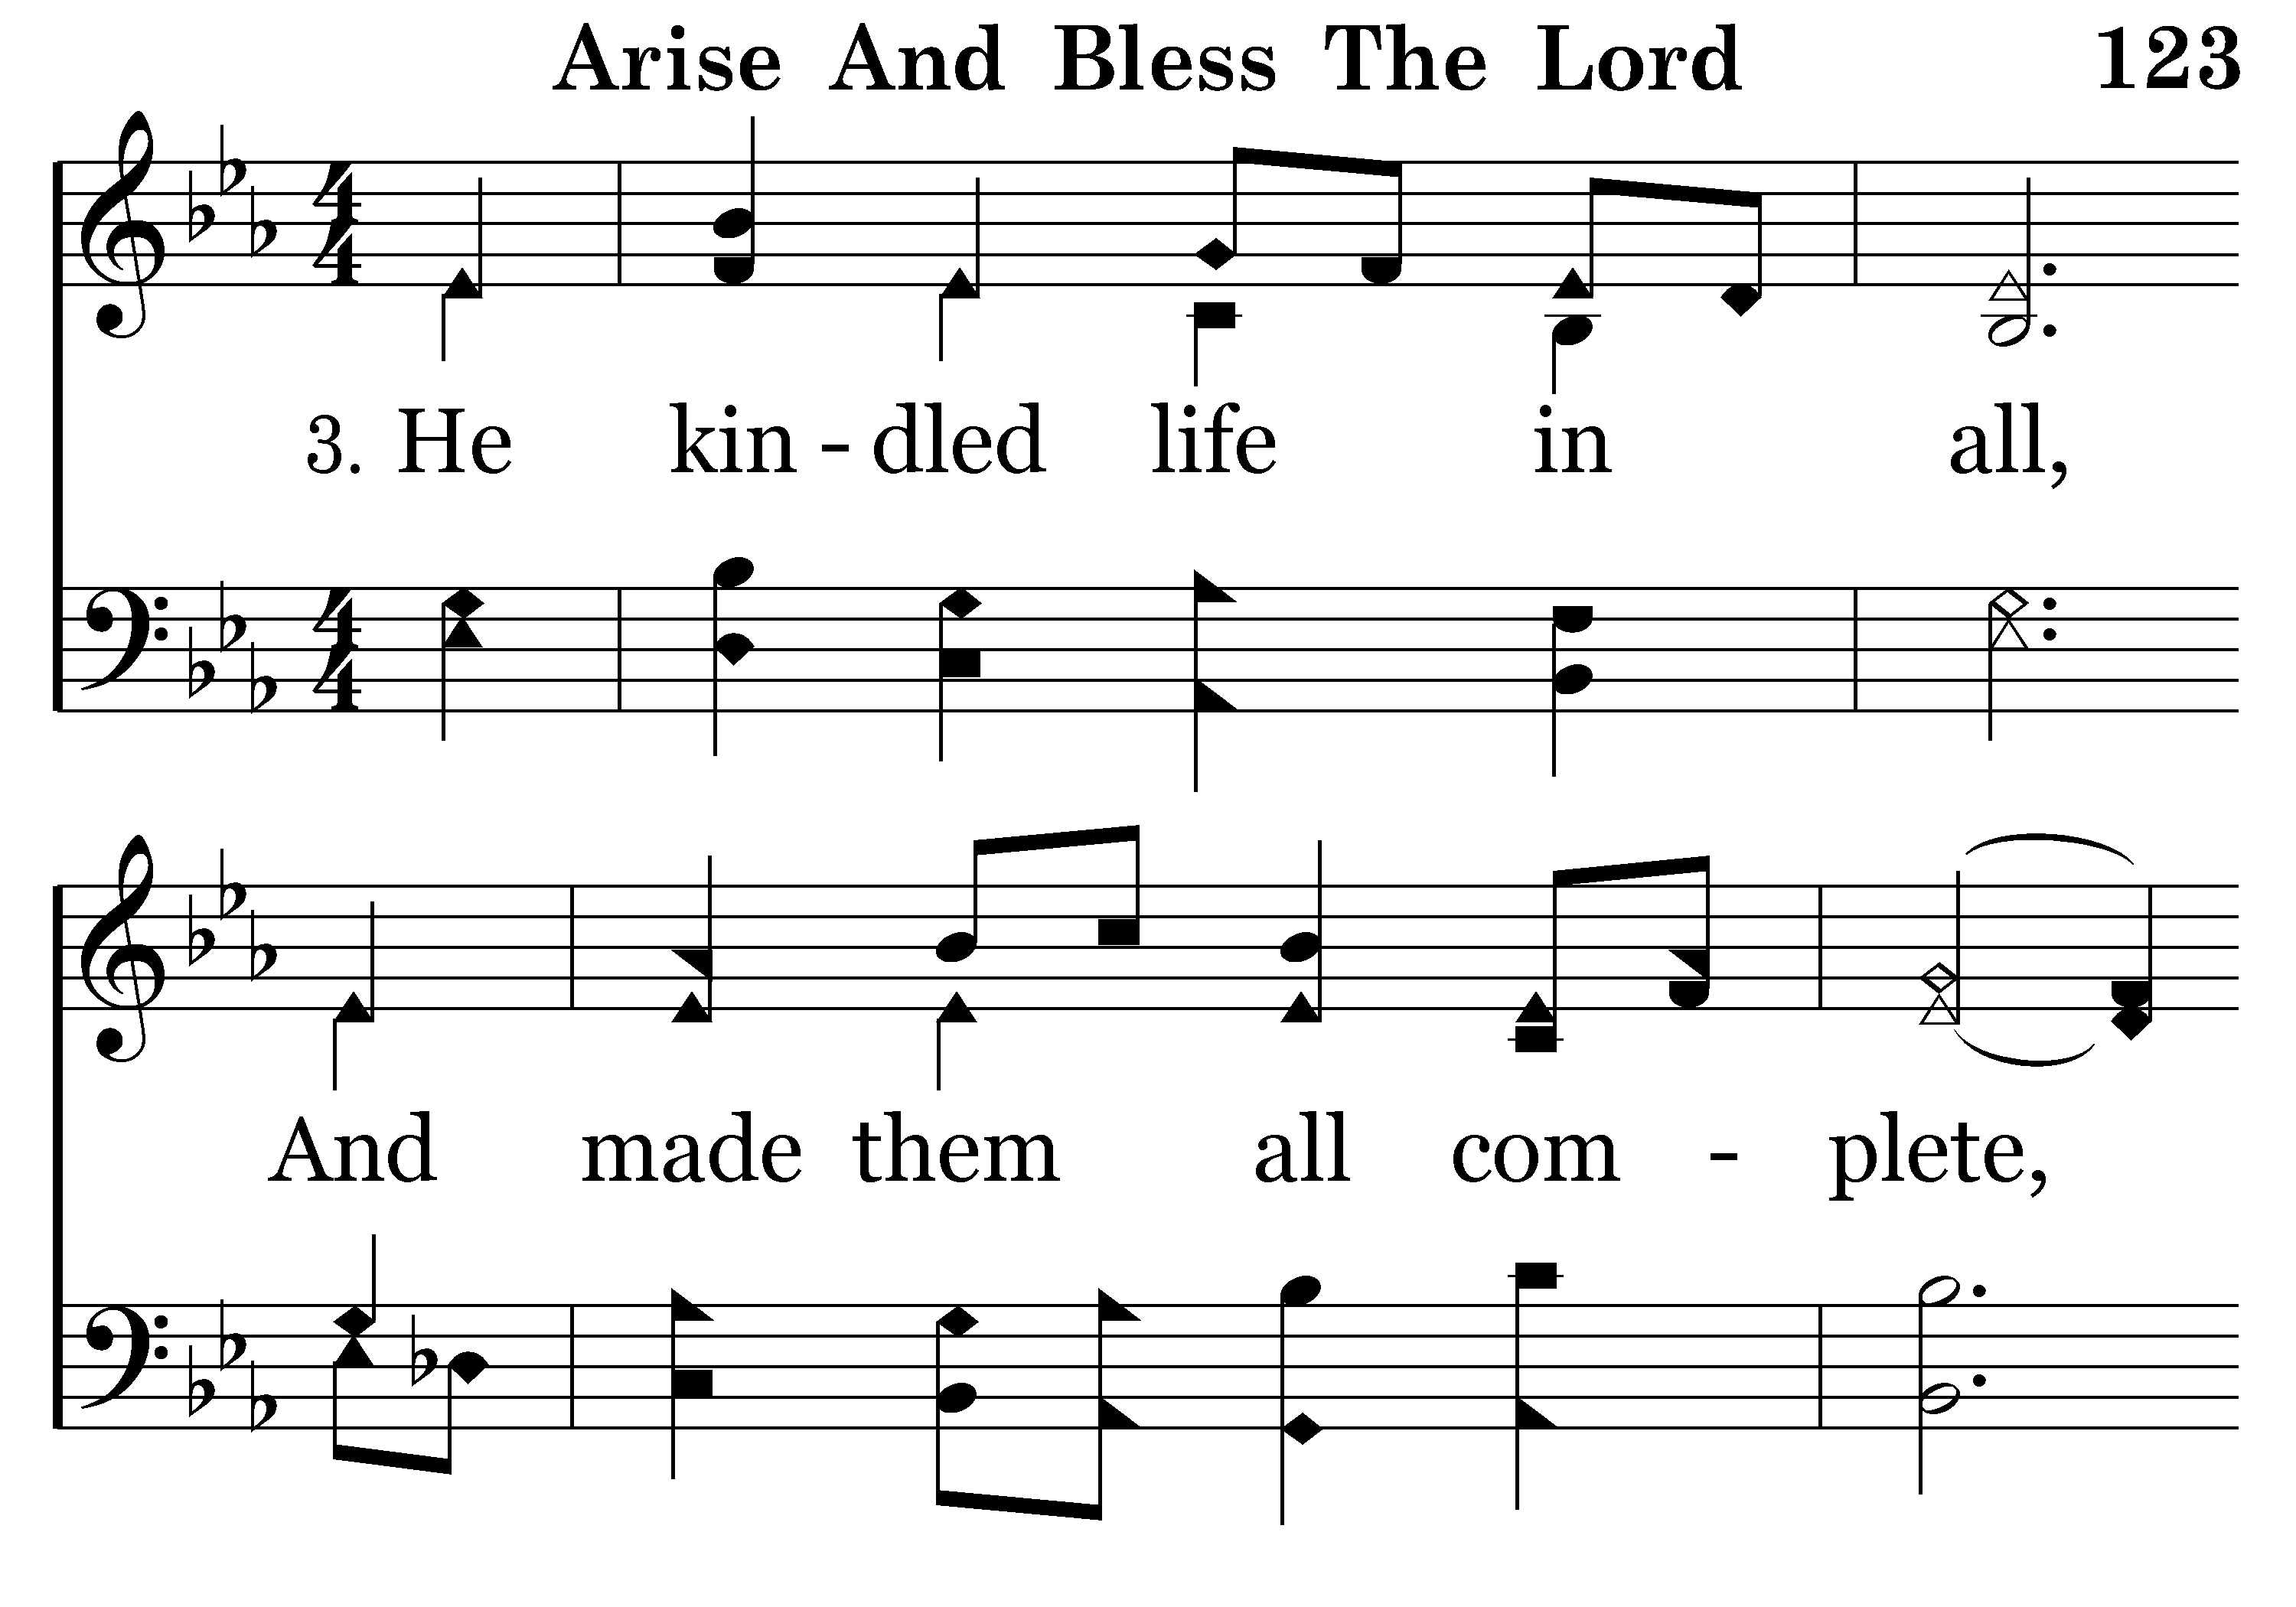 Arise And Bless The Lord 123
3. He kin - dled life in all,
And made them all com - plete,